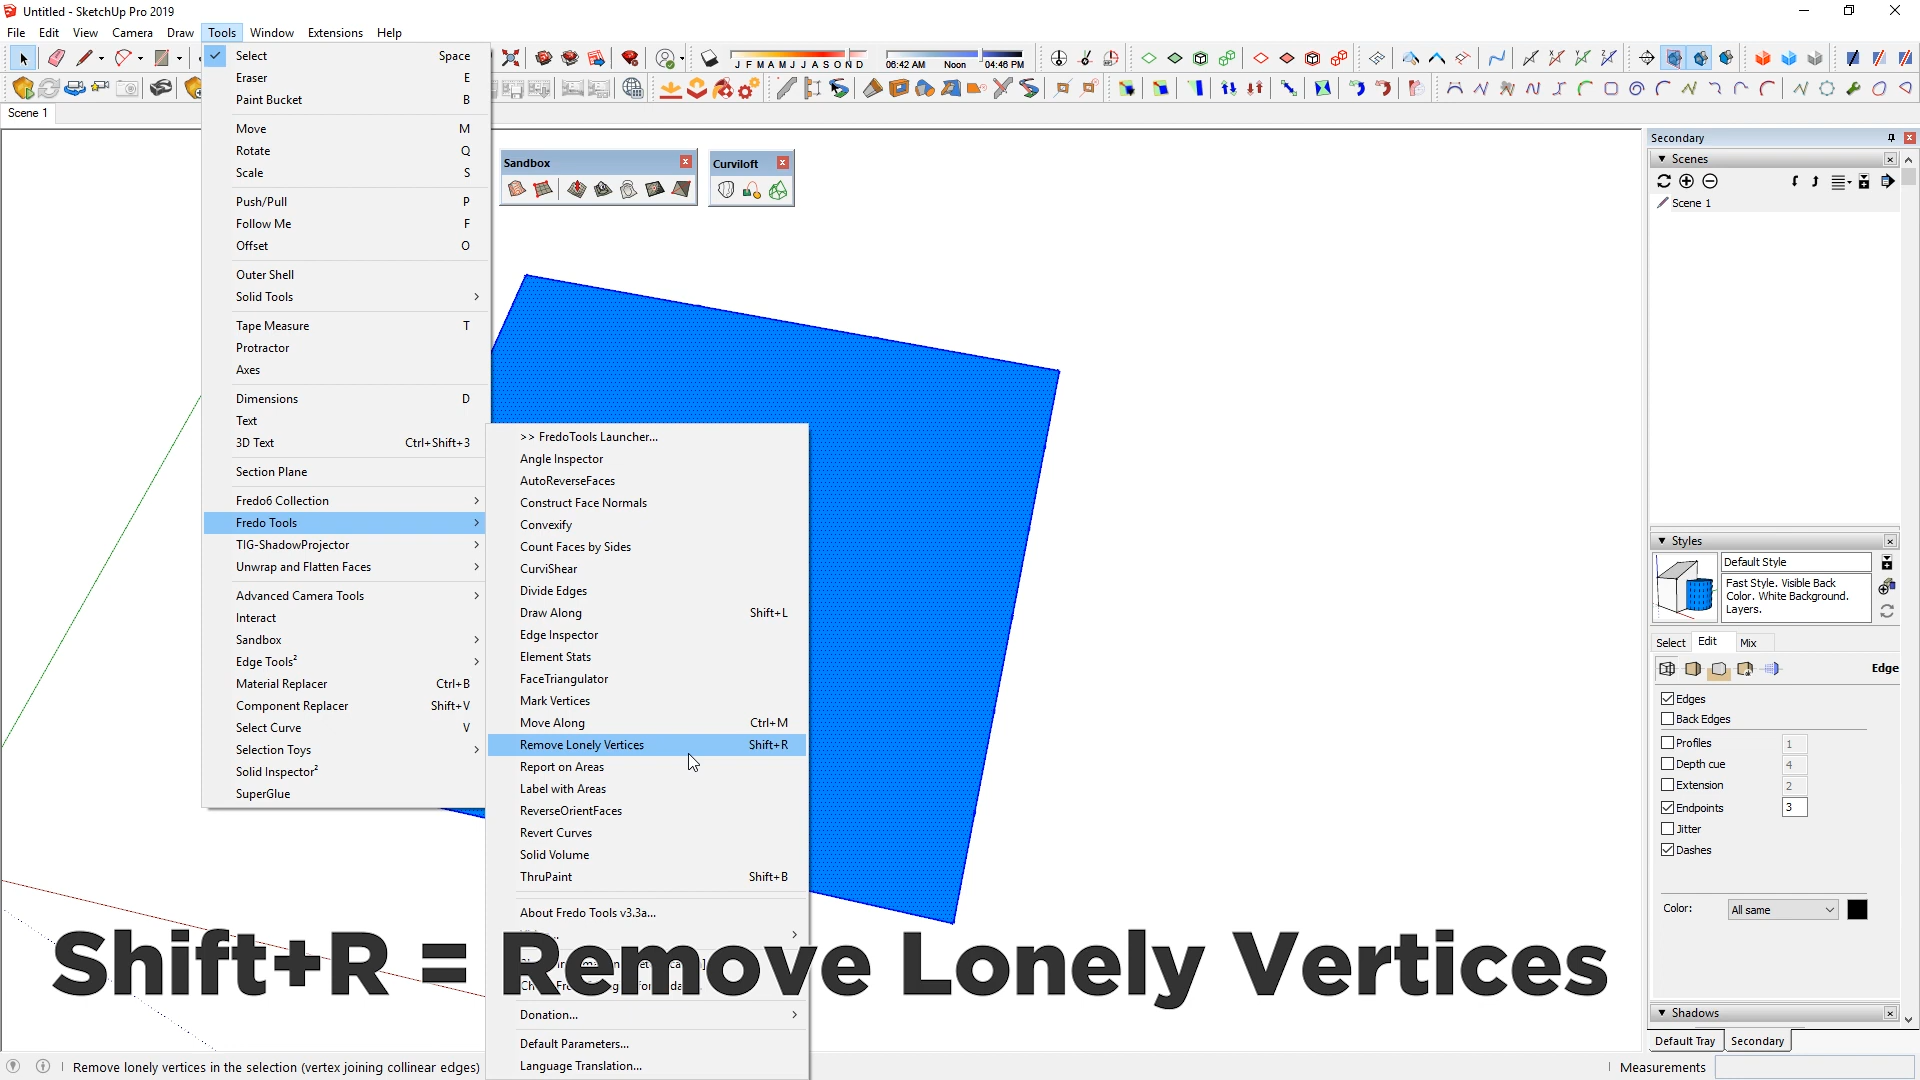 Untitled - SketchUp Pro 2019
File Edit View Camera Draw Tools Window Extensions Help
J F M A M J J A S O N D
06:42 AM Noon 04:46 PM
Scene 1
Select Space
Eraser E
Paint Bucket B
Move M
Rotate Q
Scale S
Push/Pull P
Follow Me F
Offset O
Outer Shell
Solid Tools
Tape Measure T
Protractor
Axes
Dimensions D
Text
3D Text Ctrl+Shift+3
Section Plane
Fredo6 Collection
Fredo Tools
TIG-ShadowProjector
Unwrap and Flatten Faces
Advanced Camera Tools
Interact
Sandbox
Edge Tools²
Material Replacer Ctrl+B
Component Replacer Shift+V
Select Curve V
Selection Toys
Solid Inspector²
SuperGlue
>> FredoTools Launcher...
Angle Inspector
AutoReverseFaces
Construct Face Normals
Convexify
Count Faces by Sides
CurviShear
Divide Edges
Draw Along Shift+L
Edge Inspector
Element Stats
FaceTriangulator
Mark Vertices
Move Along Ctrl+M
Remove Lonely Vertices Shift+R
Report on Areas
Label with Areas
ReverseOrientFaces
Revert Curves
Solid Volume
ThruPaint Shift+B
About Fredo Tools v3.3a...
Donation...
Default Parameters...
Language Translation...
Sandbox
Curviloft
Secondary
Scenes
Scene 1
Styles
Default Style
Fast Style. Visible Back
Color. White Background.
Layers.
Select Edit Mix
Edge
Edges
Back Edges
Profiles 1
Depth cue 4
Extension 2
Endpoints 3
Jitter
Dashes
Color: All same
Shadows
Default Tray Secondary
Shift+R = Remove Lonely Vertices
Remove lonely vertices in the selection (vertex joining collinear edges)
Measurements